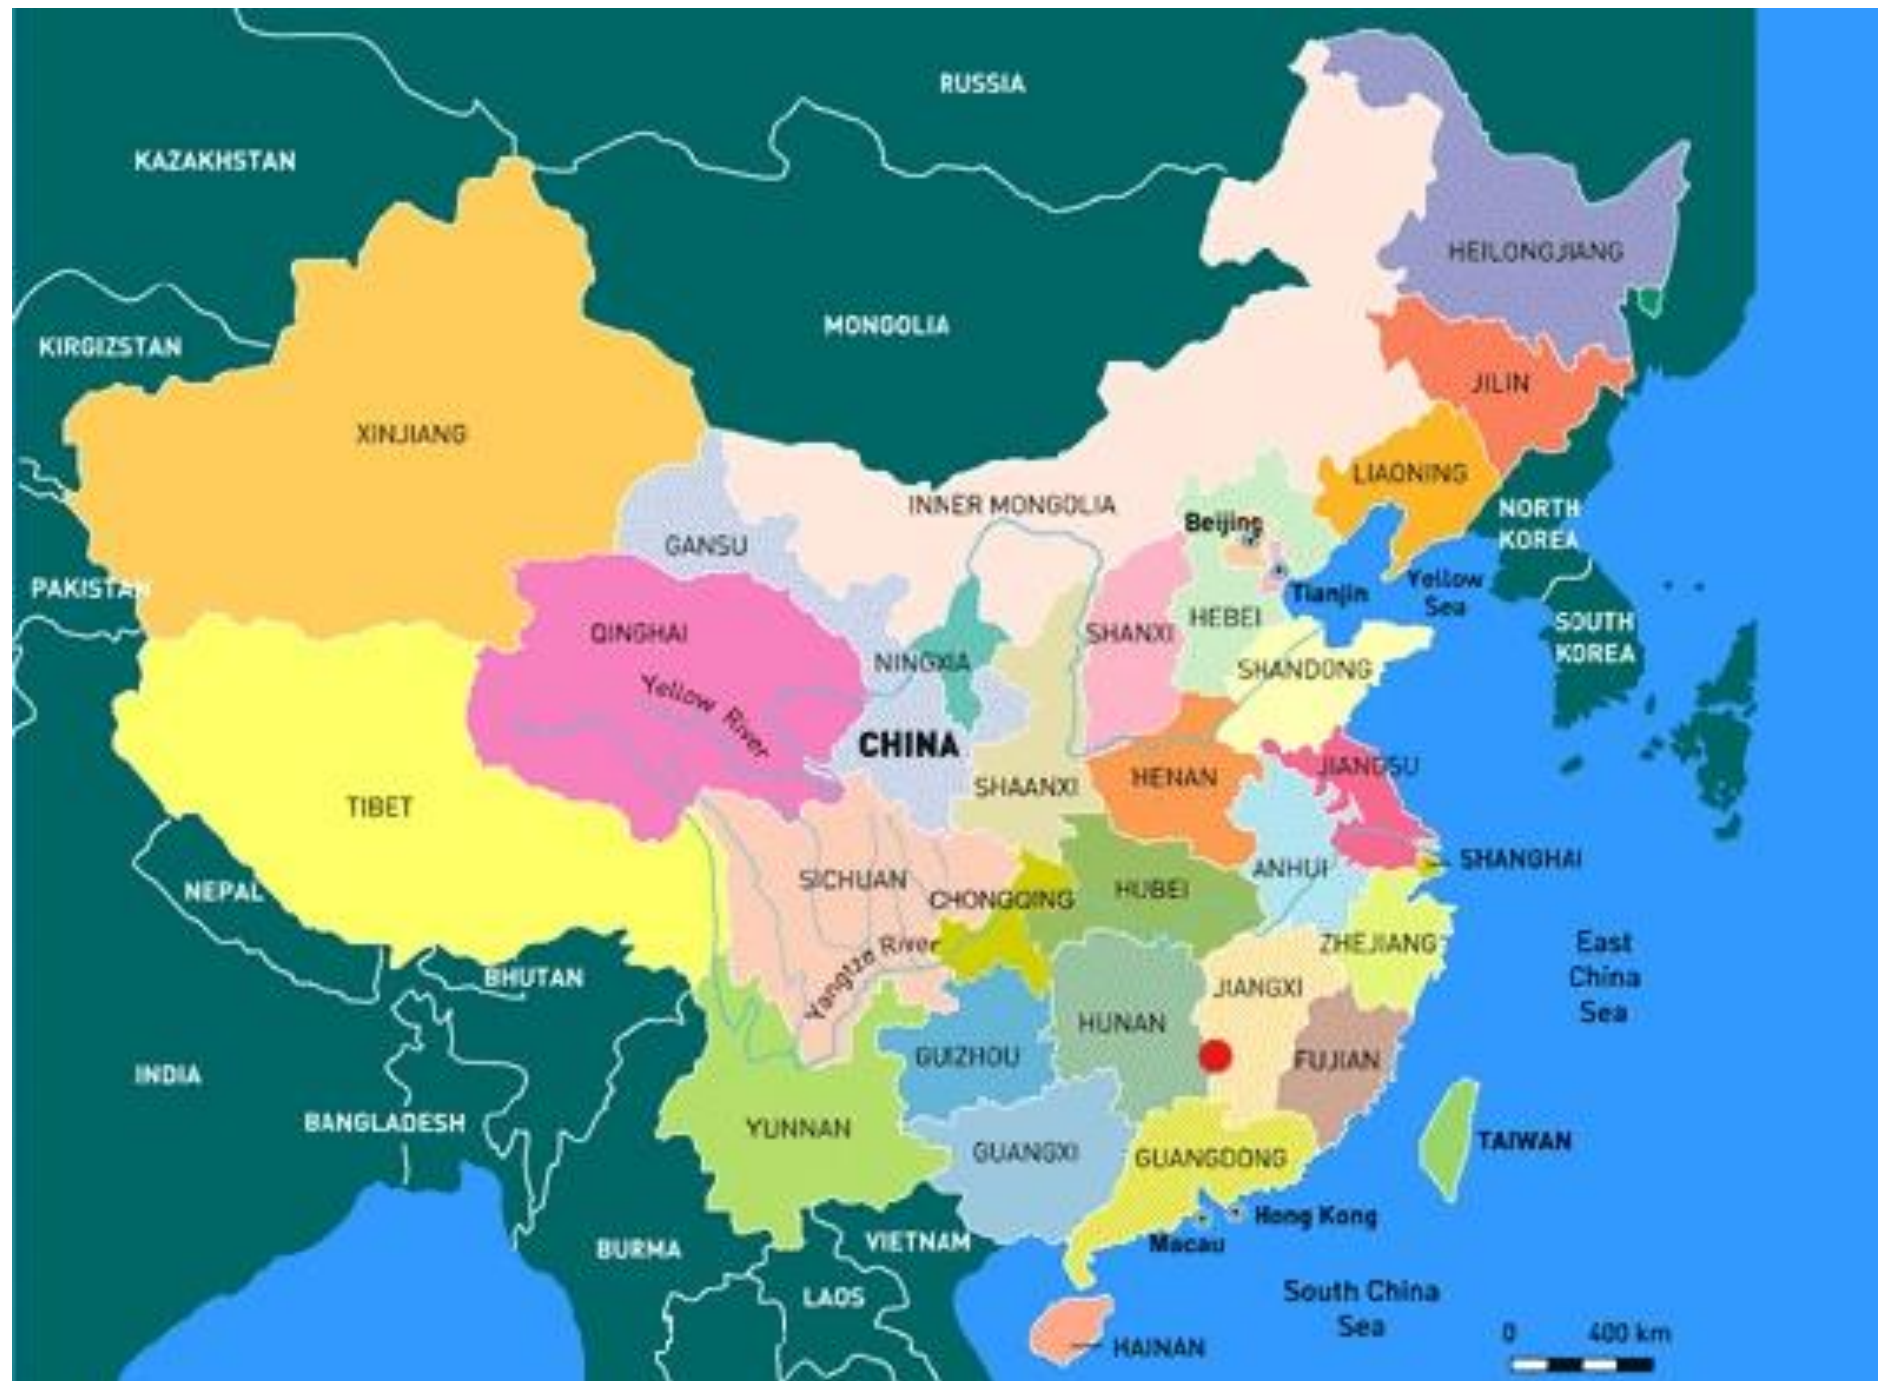 RUSSIA
KAZAKHSTAN
HEILONGJIANG
MONGOLIA
KIRGIZSTAN
JILIN
XINJIANG
LIAONING
INNER MONGOLIA
NORTH
KOREA
Beijing
GANSU
Yellow
Sea
PAKISTAN
Tianjin
HEBEI
SHANXI
QINGHAI
SOUTH
KOREA
NINGXIA
SHANDONG
Yellow River
CHINA
JIANGSU
HENAN
SHAANXI
TIBET
SHANGHAI
ANHUI
SICHUAN
HUBEI
CHONGQING
NEPAL
ZHEJIANG
Yangtze River
East
China
Sea
BHUTAN
JIANGXI
HUNAN
GUIZHOU
FUJIAN
INDIA
BANGLADESH
YUNNAN
TAIWAN
GUANGXI
GUANGDONG
Hong Kong
Macau
VIETNAM
BURMA
LAOS
South China
Sea
0 400 km
HAINAN